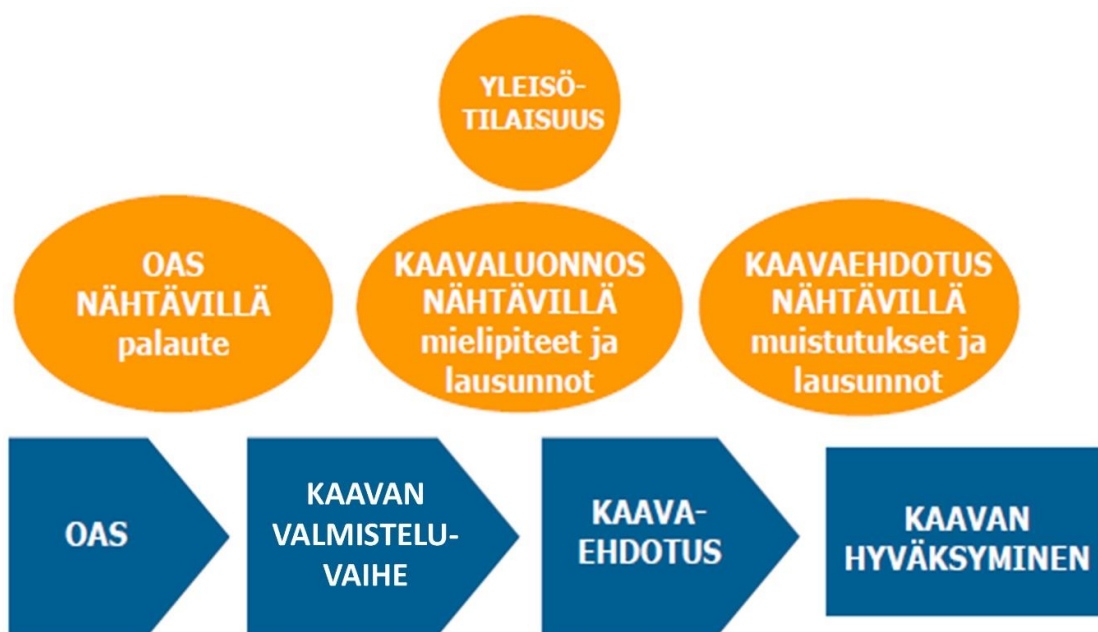 YLEISÖ-
TILAISUUS
OAS
NÄHTÄVILLÄ
palaute
KAAVALUONNOS
NÄHTÄVILLÄ
mielipiteet ja
lausunnot
KAAVAEHDOTUS
NÄHTÄVILLÄ
muistutukset ja
lausunnot
OAS
KAAVAN
VALMISTELU-
VAIHE
KAAVA-
EHDOTUS
KAAVAN
HYVÄKSYMINEN